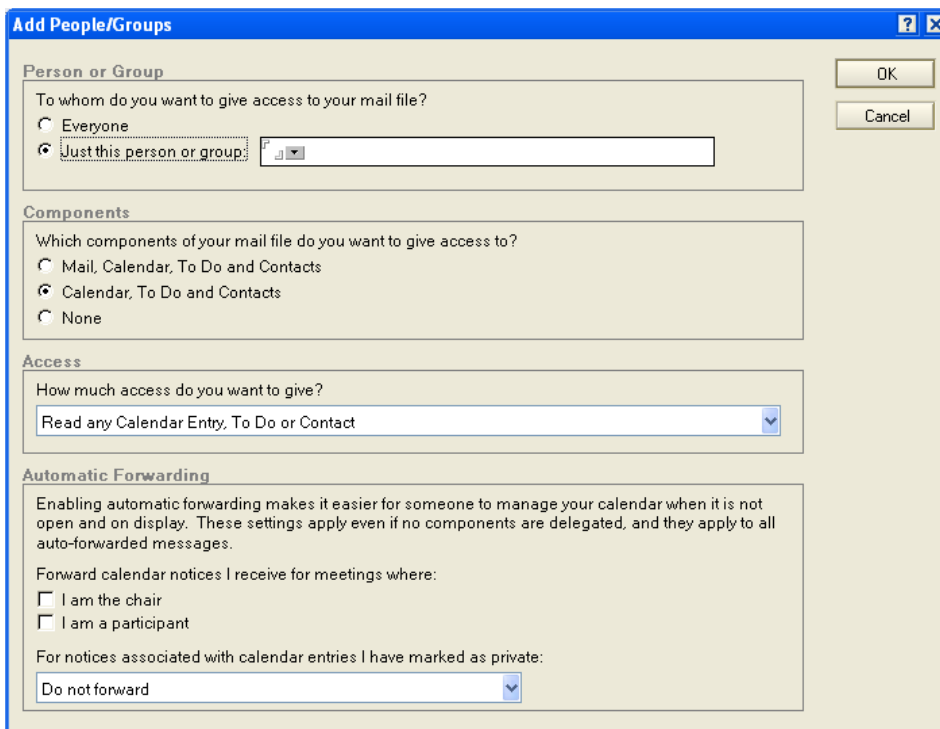 Add People/Groups
Person or Group
OK
To whom do you want to give access to your mail file?
Cancel
Everyone
Just this person or group:
Components
Which components of your mail file do you want to give access to?
Mail, Calendar, To Do and Contacts
Calendar, To Do and Contacts
None
Access
How much access do you want to give?
Read any Calendar Entry, To Do or Contact
Automatic Forwarding
Enabling automatic forwarding makes it easier for someone to manage your calendar when it is not
open and on display. These settings apply even if no components are delegated, and they apply to all
auto-forwarded messages.
Forward calendar notices I receive for meetings where:
I am the chair
I am a participant
For notices associated with calendar entries I have marked as private:
Do not forward